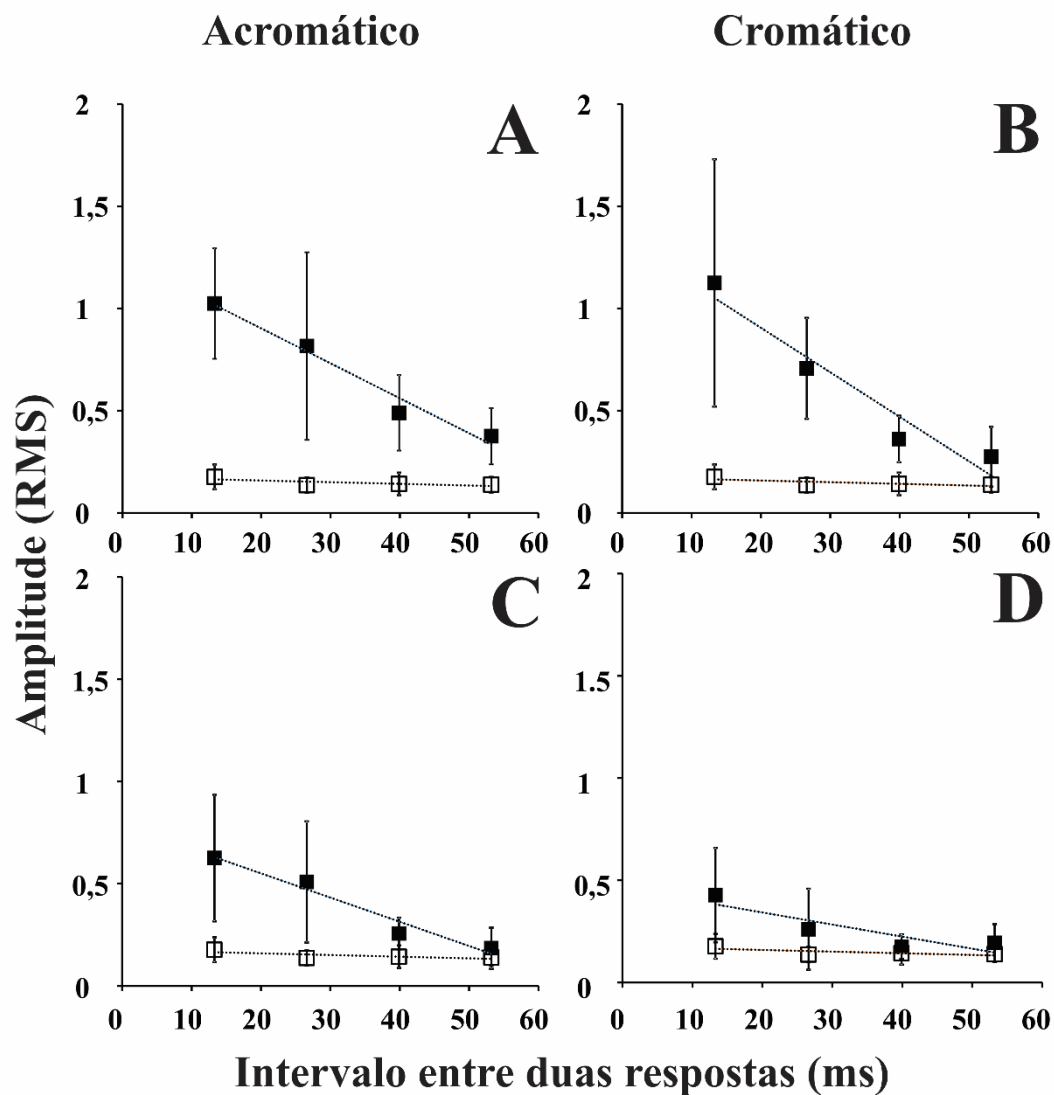 Acromático Cromático
A B
2 2
1,5 1.5
1 1
0,5 0,5
0 0
0 10 20 30 40 50 60 0 10 20 30 40 50 60
C D
2 2
1.5 1.5
1 1
0,5 0,5
0 0
0 10 20 30 40 50 60 0 10 20 30 40 50 60
Amplitude (RMS)
Intervalo entre duas respostas (ms)